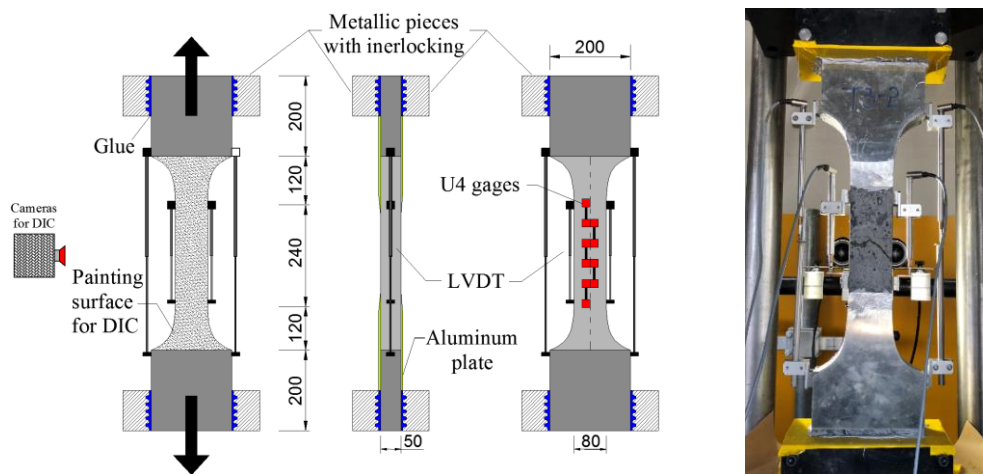 Metallic pieces
with inerlocking
200
200
Glue
120
U4 gages
Cameras
for DIC
240
LVDT
Painting
surface
for DIC
120
Aluminum
plate
200
50
80